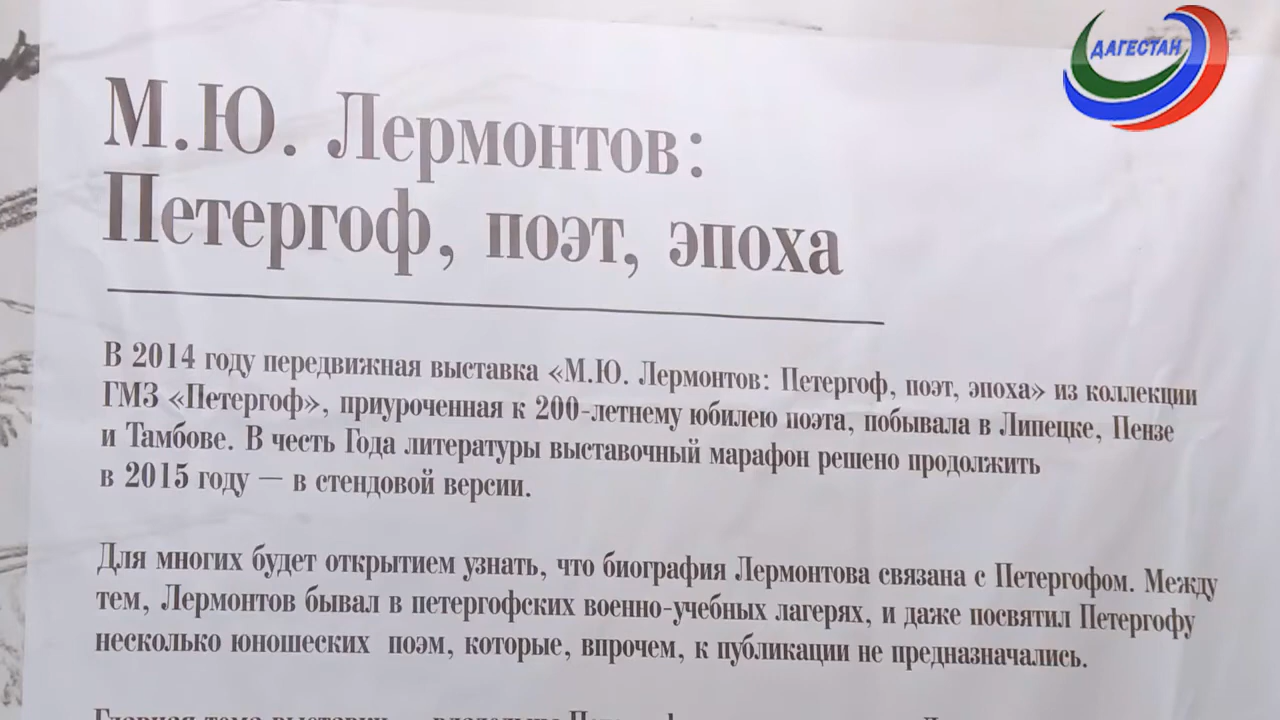 ДАГЕСТАН
М.Ю. Лермонтов:
Петергоф, поэт, эпоха
В 2014 году передвижная выставка «М.Ю. Лермонтов: Петергоф, поэт, эпоха» из коллекции
ГМЗ «Петергоф», приуроченная к 200-летнему юбилею поэта, побывала в Липецке, Пензе
и Тамбове. В честь Года литературы выставочный марафон решено продолжить
в 2015 году — в стендовой версии.
Для многих будет открытием узнать, что биография Лермонтова связана с Петергофом. Между
тем, Лермонтов бывал в петергофских военно-учебных лагерях, и даже посвятил Петергофу
несколько юношеских поэм, которые, впрочем, к публикации не предназначались.
Главная тема выставки —